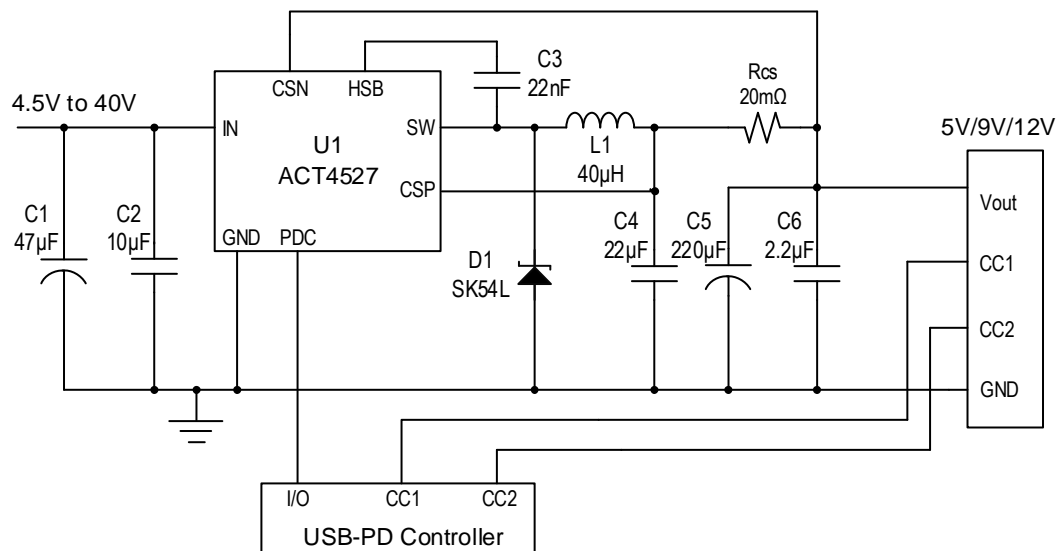 4.5V to 40V
CSN
HSB
C3
22nF
Rcs
20mΩ
5V/9V/12V
IN
SW
U1
ACT4527
L1
40μH
CSP
Vout
C1
47μF
C2
10μF
GND
PDC
D1
SK54L
C4
22μF
C5
220μF
C6
2.2μF
CC1
CC2
GND
I/O
CC1
CC2
USB-PD Controller